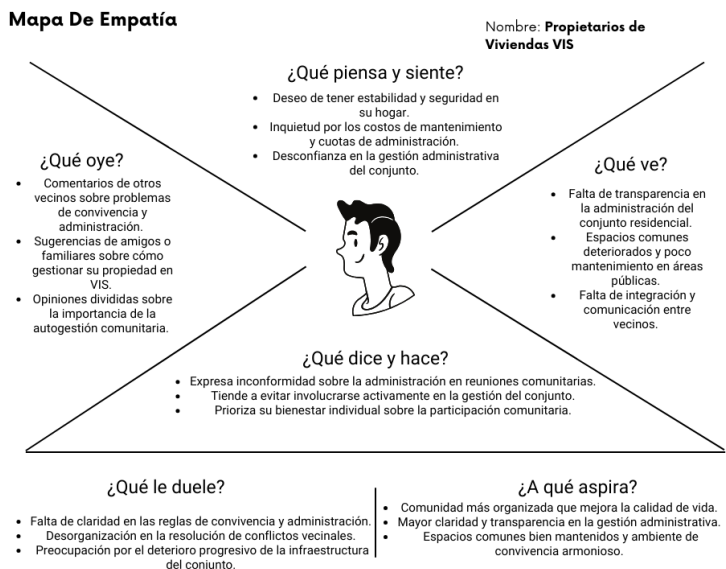 Mapa De Empatía
Nombre: Propietarios de
Viviendas VIS
¿Qué piensa y siente?
• Deseo de tener estabilidad y seguridad en
su hogar.
• Inquietud por los costos de mantenimiento
y cuotas de administración.
• Desconfianza en la gestión administrativa
del conjunto.
¿Qué oye?
• Comentarios de otros
vecinos sobre problemas
de convivencia y
administración.
• Sugerencias de amigos o
familiares sobre cómo
gestionar su propiedad en
VIS.
• Opiniones divididas sobre
la importancia de la
autogestión comunitaria.
¿Qué ve?
• Falta de transparencia en
la administración del
conjunto residencial.
• Espacios comunes
deteriorados y poco
mantenimiento en áreas
públicas.
• Falta de integración y
comunicación entre
vecinos.
¿Qué dice y hace?
• Expresa inconformidad sobre la administración en reuniones comunitarias.
• Tiende a evitar involucrarse activamente en la gestión del conjunto.
• Prioriza su bienestar individual sobre la participación comunitaria.
¿Qué le duele?
• Falta de claridad en las reglas de convivencia y administración.
• Desorganización en la resolución de conflictos vecinales.
• Preocupación por el deterioro progresivo de la infraestructura
del conjunto.
¿A qué aspira?
• Comunidad más organizada que mejora la calidad de vida.
• Mayor claridad y transparencia en la gestión administrativa.
• Espacios comunes bien mantenidos y ambiente de
convivencia armonioso.